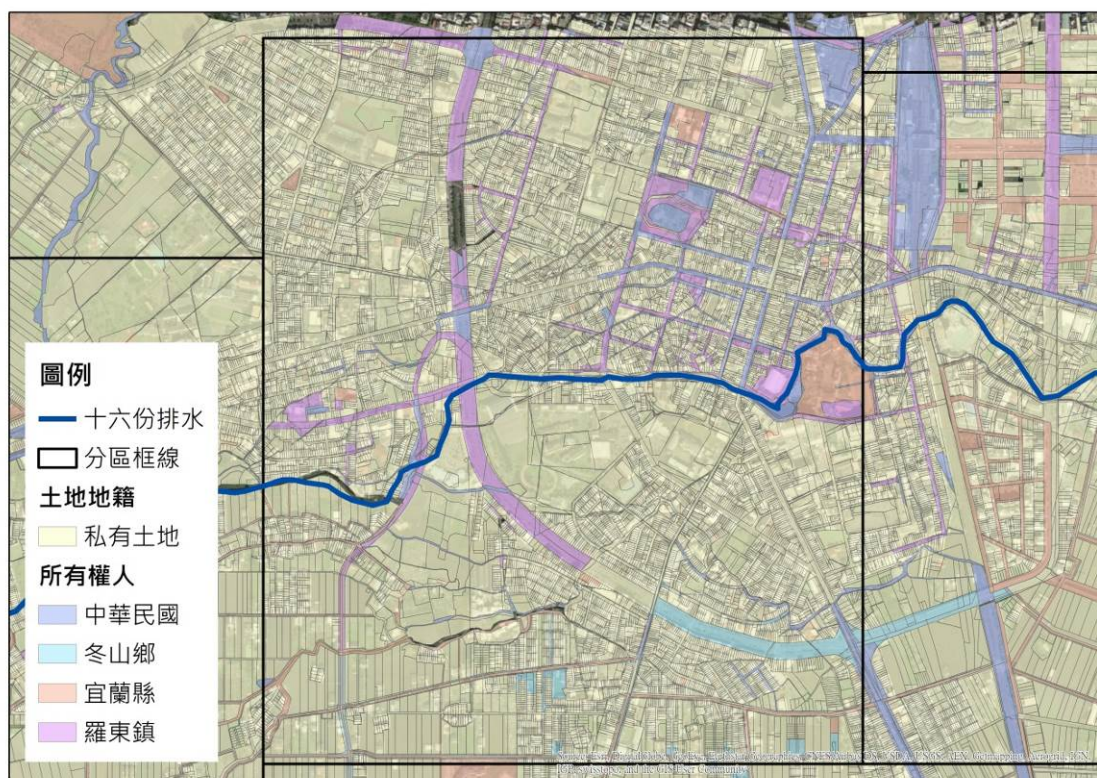 圖例
十六份排水
分區框線
土地地籍
私有土地
所有權人
中華民國
冬山鄉
宜蘭縣
羅東鎮